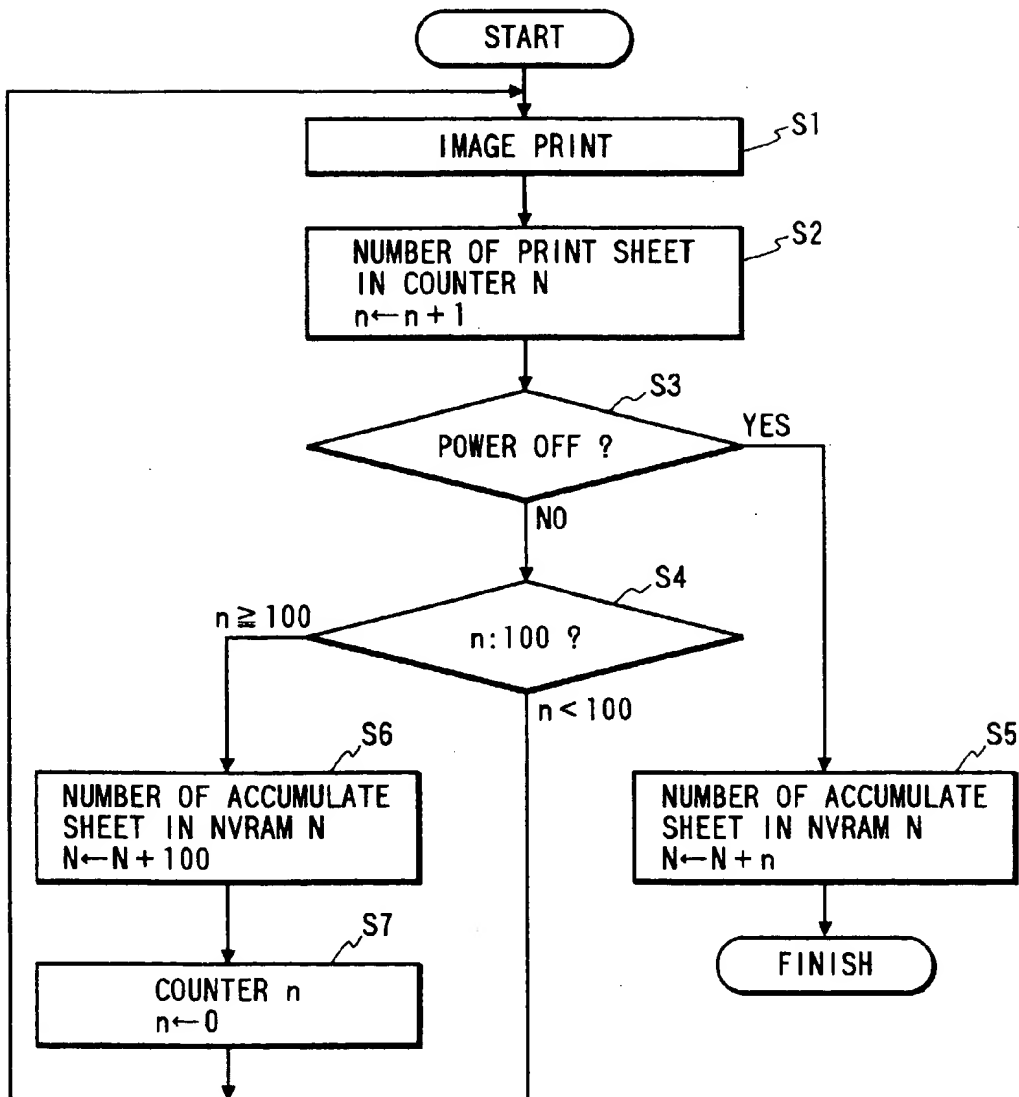 START
IMAGE PRINT
S1
NUMBER OF PRINT SHEET
IN COUNTER N
n←n+1
S2
POWER OFF ?
S3
YES
NO
n:100 ?
S4
n≧100
n<100
S6
NUMBER OF ACCUMULATE
SHEET IN NVRAM N
N←N+100
S5
NUMBER OF ACCUMULATE
SHEET IN NVRAM N
N←N+n
S7
COUNTER n
n←0
FINISH